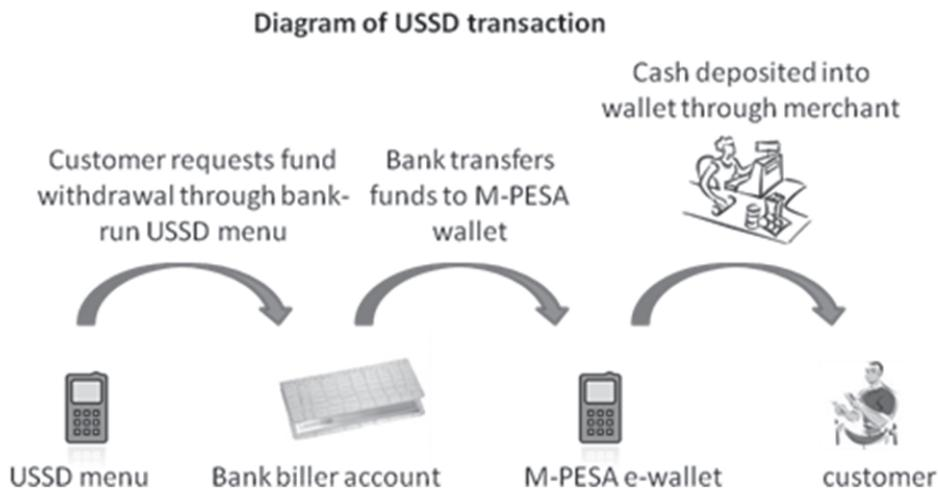 Diagram of USSD transaction
Cash deposited into
wallet through merchant
Customer requests fund
withdrawal through bank-
run USSD menu
Bank transfers
funds to M-PESA
wallet
USSD menu
Bank biller account
M-PESA e-wallet
customer